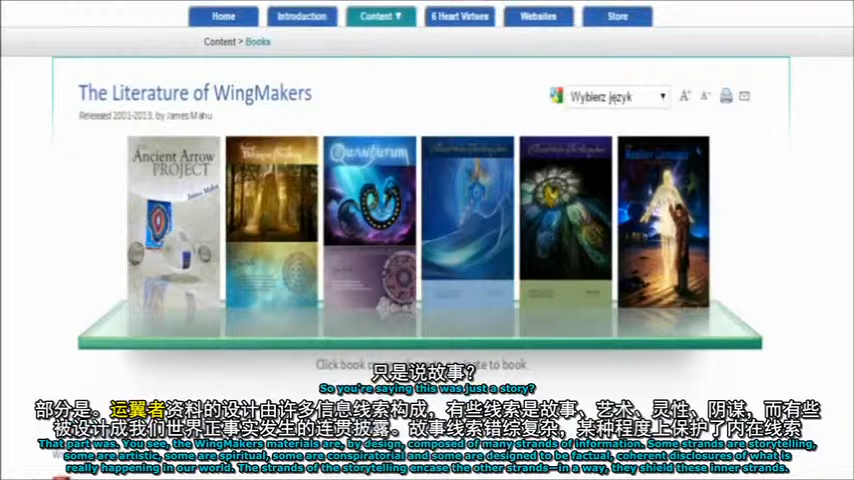 Home Introduction Content ▼ 6 Heart Virtues Websites Store
Content > Books
The Literature of WingMakers
Wybierz język ▼ A+ A-
Released 2001-2013, by James Mahu
Ancient Arrow
PROJECT
James Mahu
QUANTUSUM
Click book
to book
只是说故事?
So you're saying this was just a story?
部分是。运翼者资料的设计由许多信息线索构成，有些线索是故事、艺术、灵性、阴谋，而有些
被设计成我们世界正事实发生的连贯披露。故事线索错综复杂，某种程度上保护了内在线索
That part was. You see, the WingMakers materials are, by design, composed of many strands of information. Some strands are storytelling,
some are artistic, some are spiritual, some are conspiratorial and some are designed to be factual, coherent disclosures of what is
really happening in our world. The strands of the storytelling encase the other strands—in a way, they shield these inner strands.